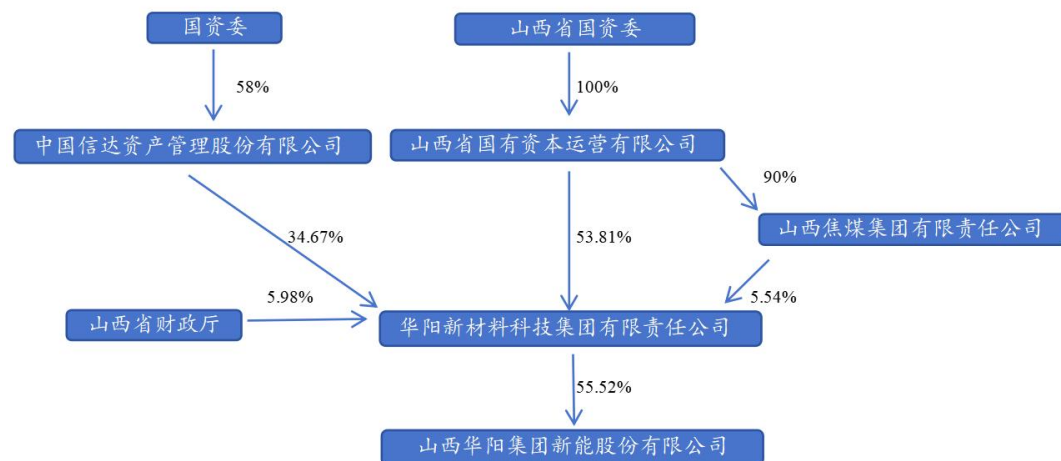 国资委
山西省国资委
58%
100%
中国信达资产管理股份有限公司
山西省国有资本运营有限公司
90%
山西焦煤集团有限责任公司
34.67%
53.81%
5.98%
5.54%
山西省财政厅
华阳新材料科技集团有限责任公司
55.52%
山西华阳集团新能股份有限公司